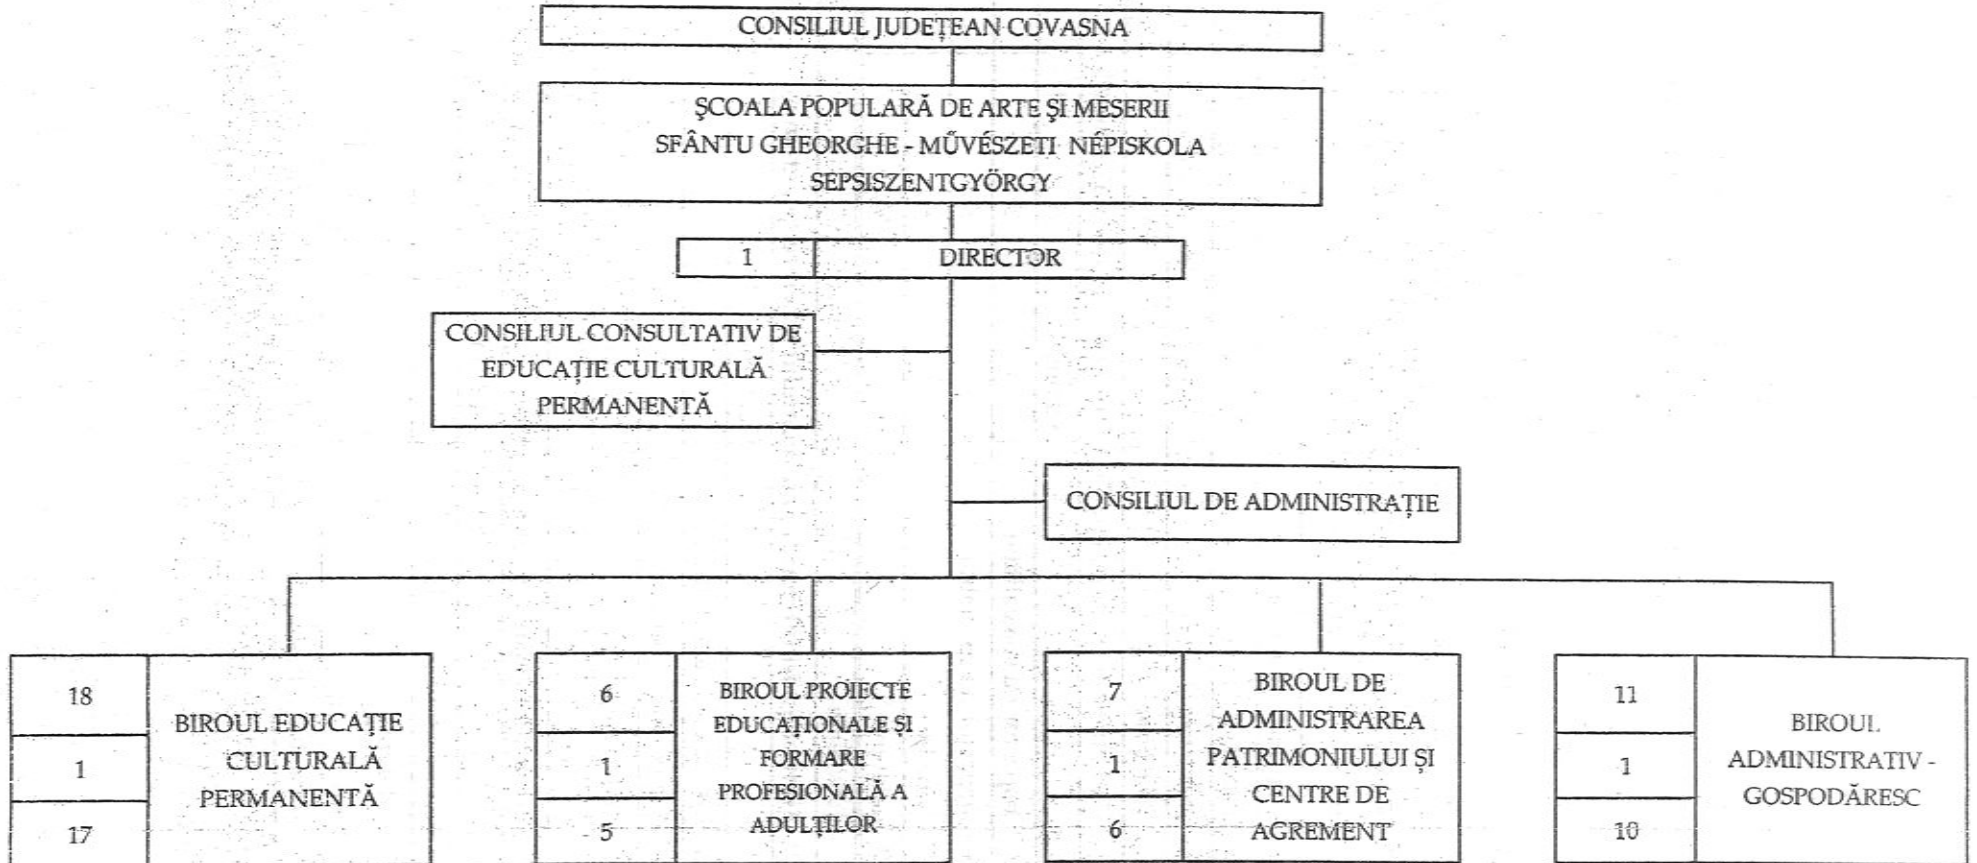 CONSILIUL JUDEȚEAN COVASNA
ŞCOALA POPULARĂ DE ARTE ŞI MESERII
SFÂNTU GHEORGHE - MŰVÉSZETI NÉPISKOLA
SEPSISZENTGYÖRGY
1 DIRECTOR
CONSILIUL CONSULTATIV DE
EDUCAȚIE CULTURALĂ
PERMANENTĂ
CONSILIUL DE ADMINISTRAȚIE
18
1
17
BIROUL EDUCAȚIE
CULTURALĂ
PERMANENTĂ
6
1
5
BIROUL PROIECTE
EDUCAȚIONALE ȘI
FORMARE
PROFESIONALĂ A
ADULȚILOR
7
1
6
BIROUL DE
ADMINISTRAREA
PATRIMONIULUI ȘI
CENTRE DE
AGREMENT
11
1
10
BIROUL
ADMINISTRATIV -
GOSPODĂRESC